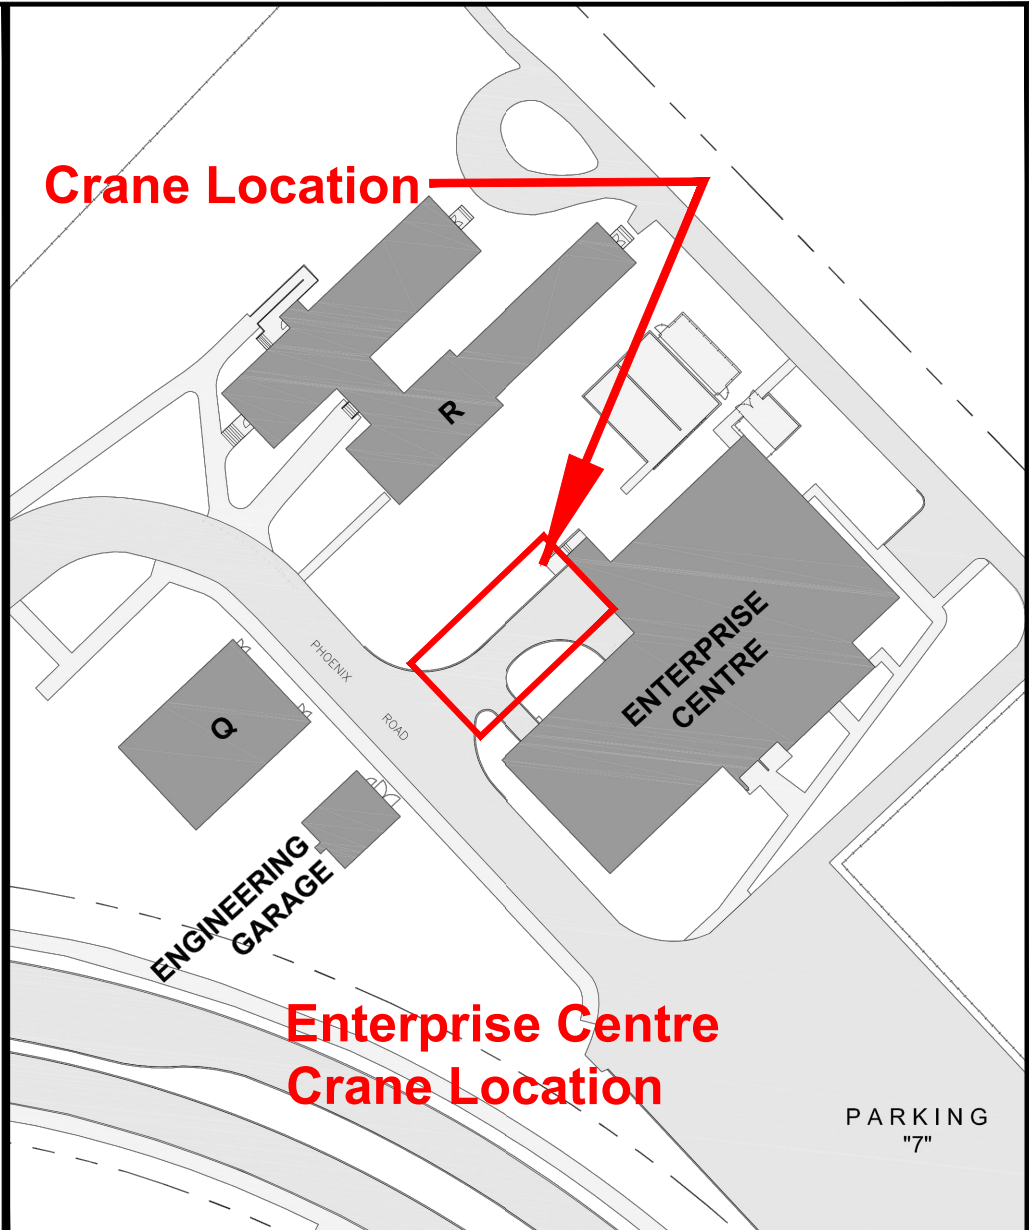 Crane Location
R
ENTERPRISE
CENTRE
PHOENIX
ROAD
Q
ENGINEERING
GARAGE
Enterprise Centre
Crane Location
PARKING
"7"